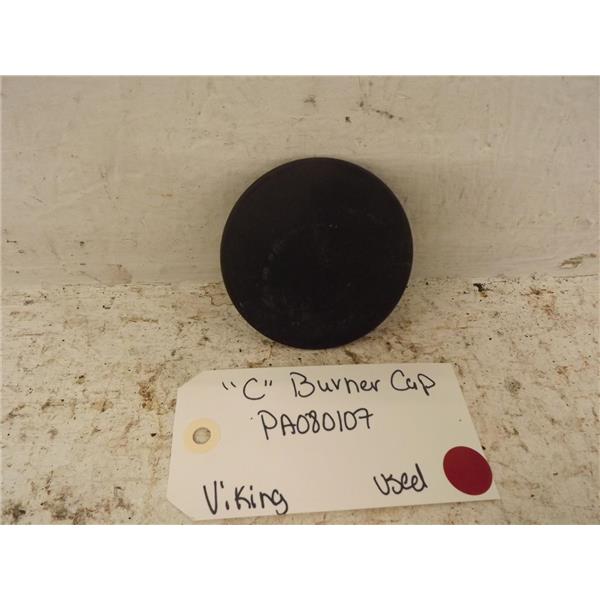 "C" Burner Cap
PA080107
Viking used